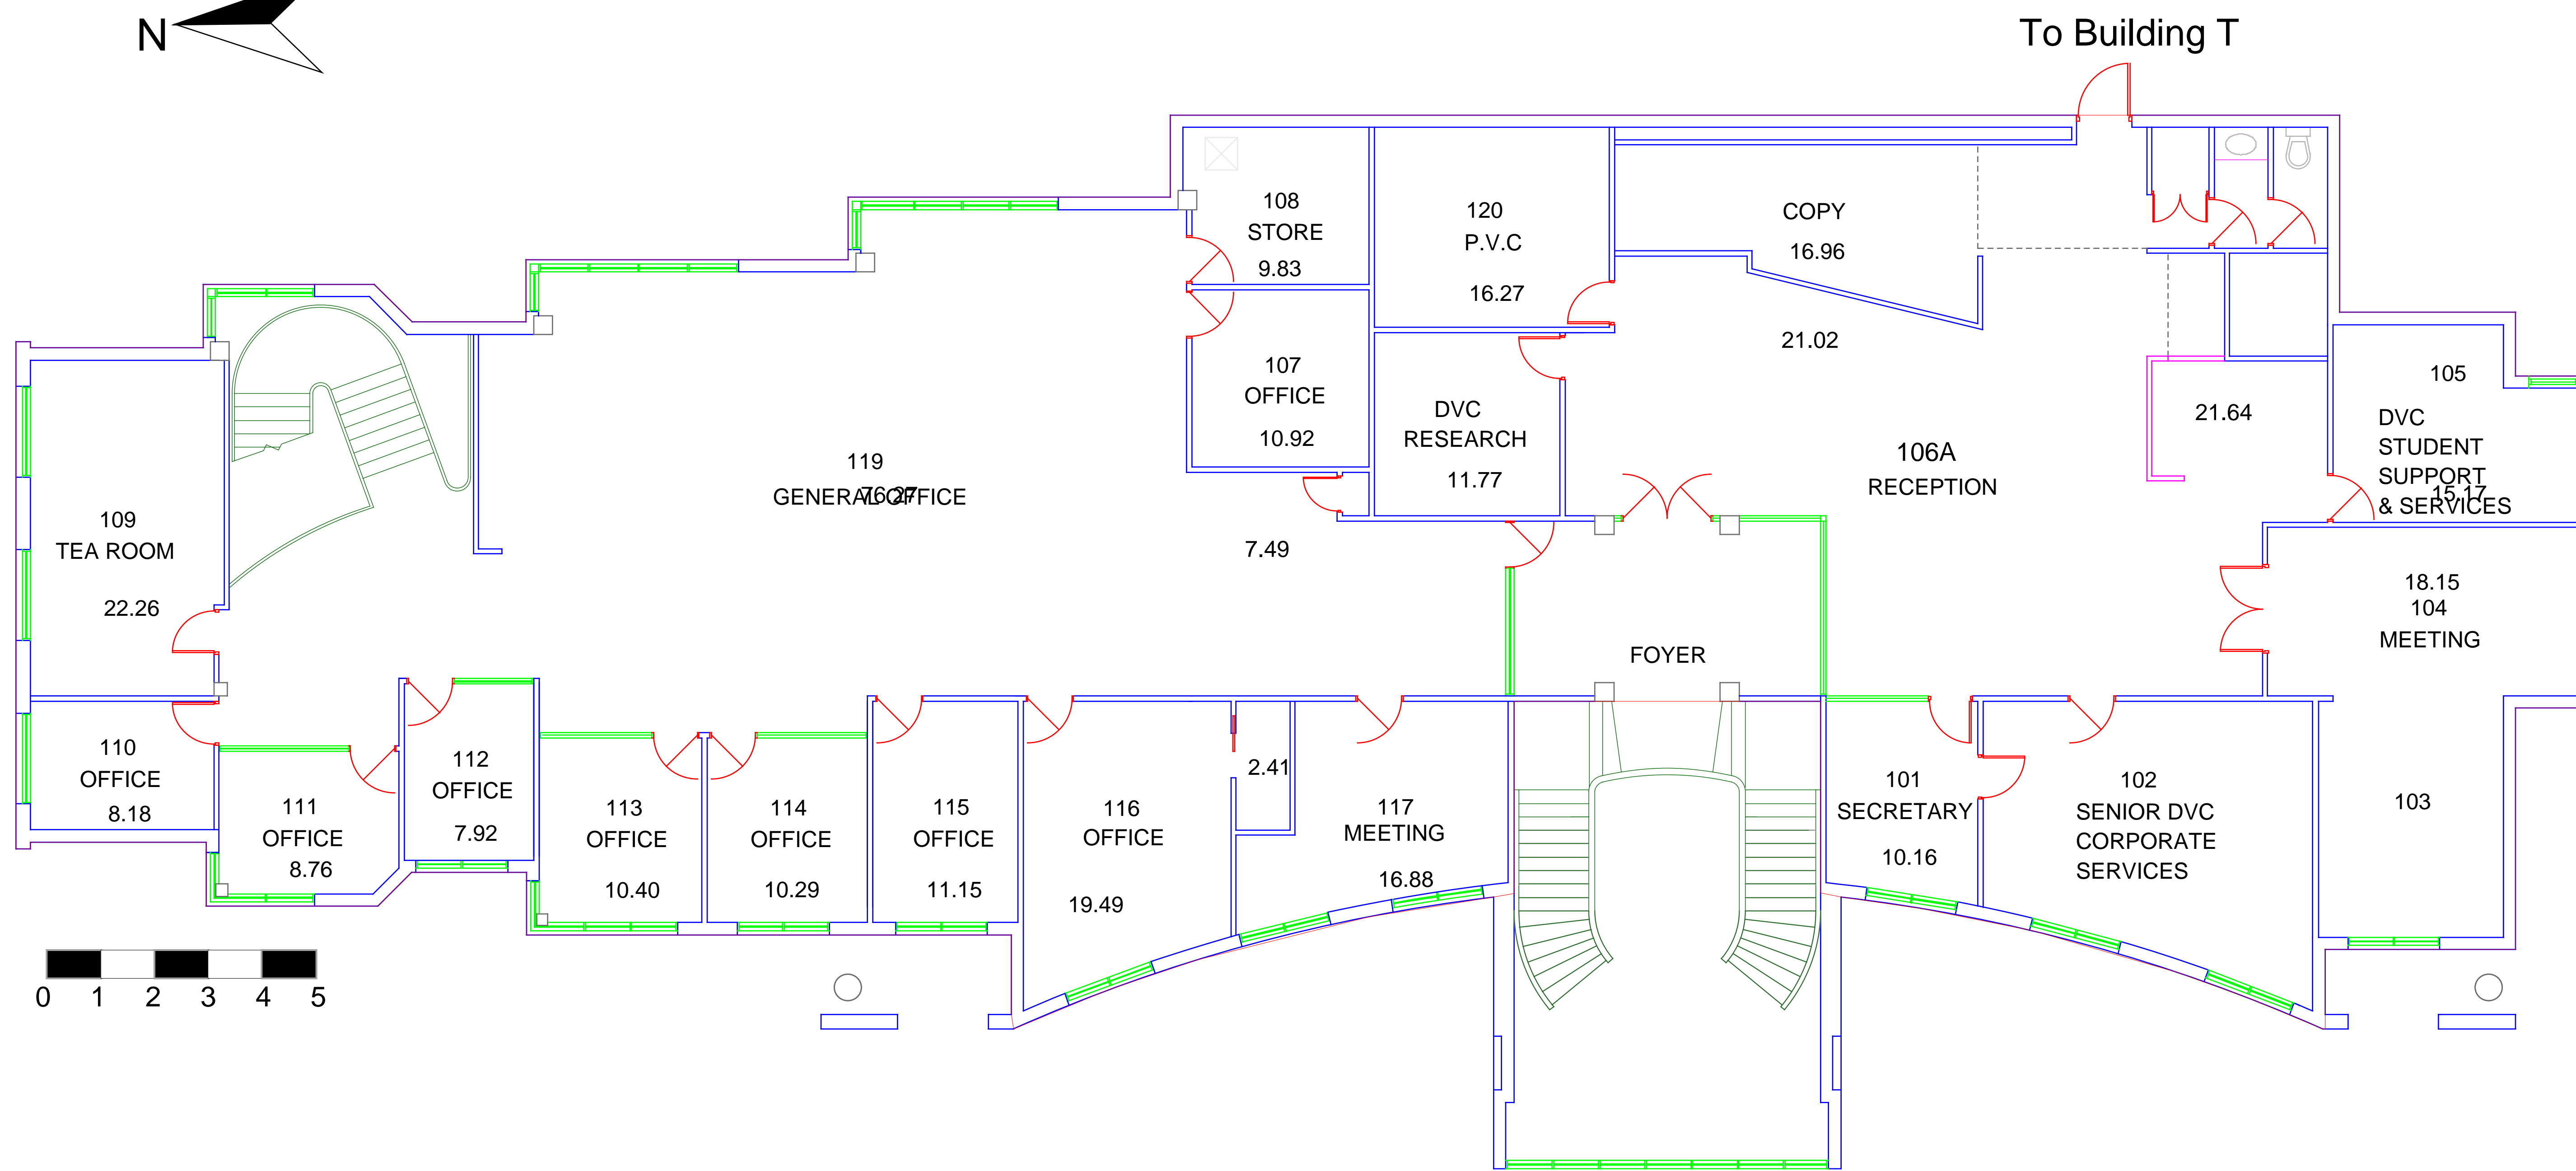 N
To Building T
108
STORE
9.83
120
P.V.C
16.27
COPY
16.96
21.02
107
OFFICE
10.92
DVC
RESEARCH
11.77
106A
RECEPTION
21.64
105
DVC
STUDENT
SUPPORT
15.17
& SERVICES
119
GENERAL OFFICE
76.27
7.49
109
TEA ROOM
22.26
FOYER
18.15
104
MEETING
110
OFFICE
8.18
111
OFFICE
8.76
112
OFFICE
7.92
113
OFFICE
10.40
114
OFFICE
10.29
115
OFFICE
11.15
116
OFFICE
19.49
2.41
117
MEETING
16.88
101
SECRETARY
10.16
102
SENIOR DVC
CORPORATE
SERVICES
103
0 1 2 3 4 5